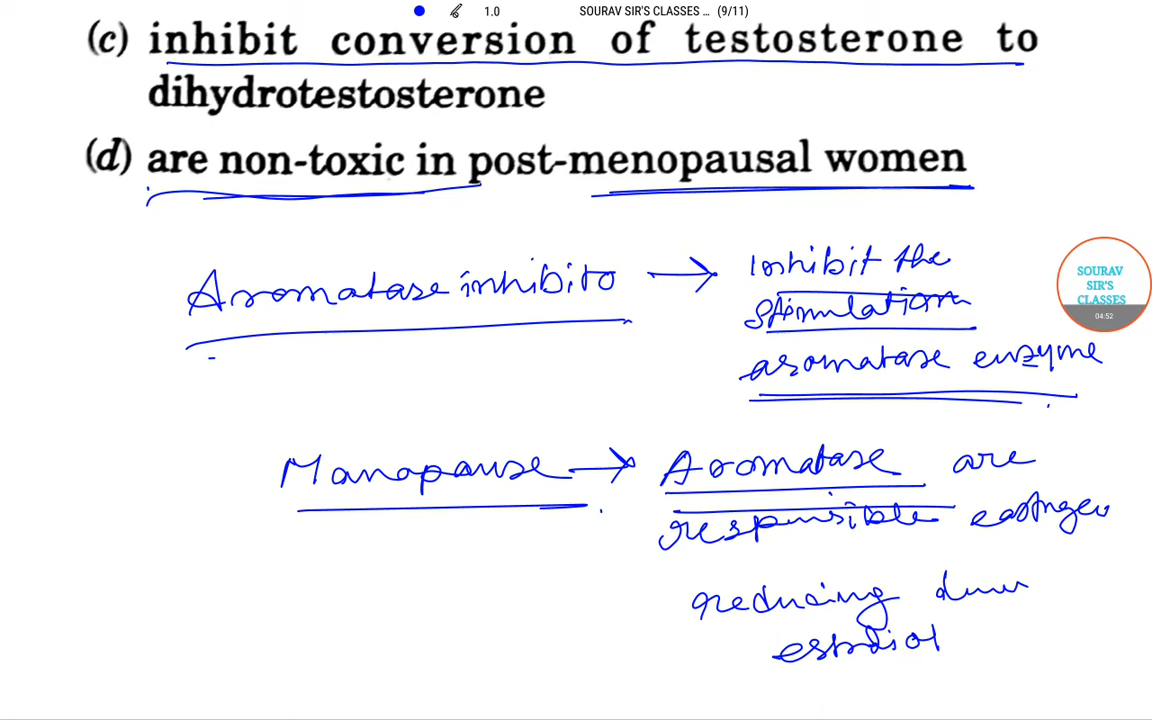 1.0 SOURAV SIR'S CLASSES ... (9/11)
(c) inhibit conversion of testosterone to
dihydrotestosterone
(d) are non-toxic in post-menopausal women
Aromatase inhibito → Inhibit the
stimulation
aromatase enzyme
SOURAV
SIR'S
CLASSES
04:52
Manopause → Aromatase are
responsible
reducing
estradiol